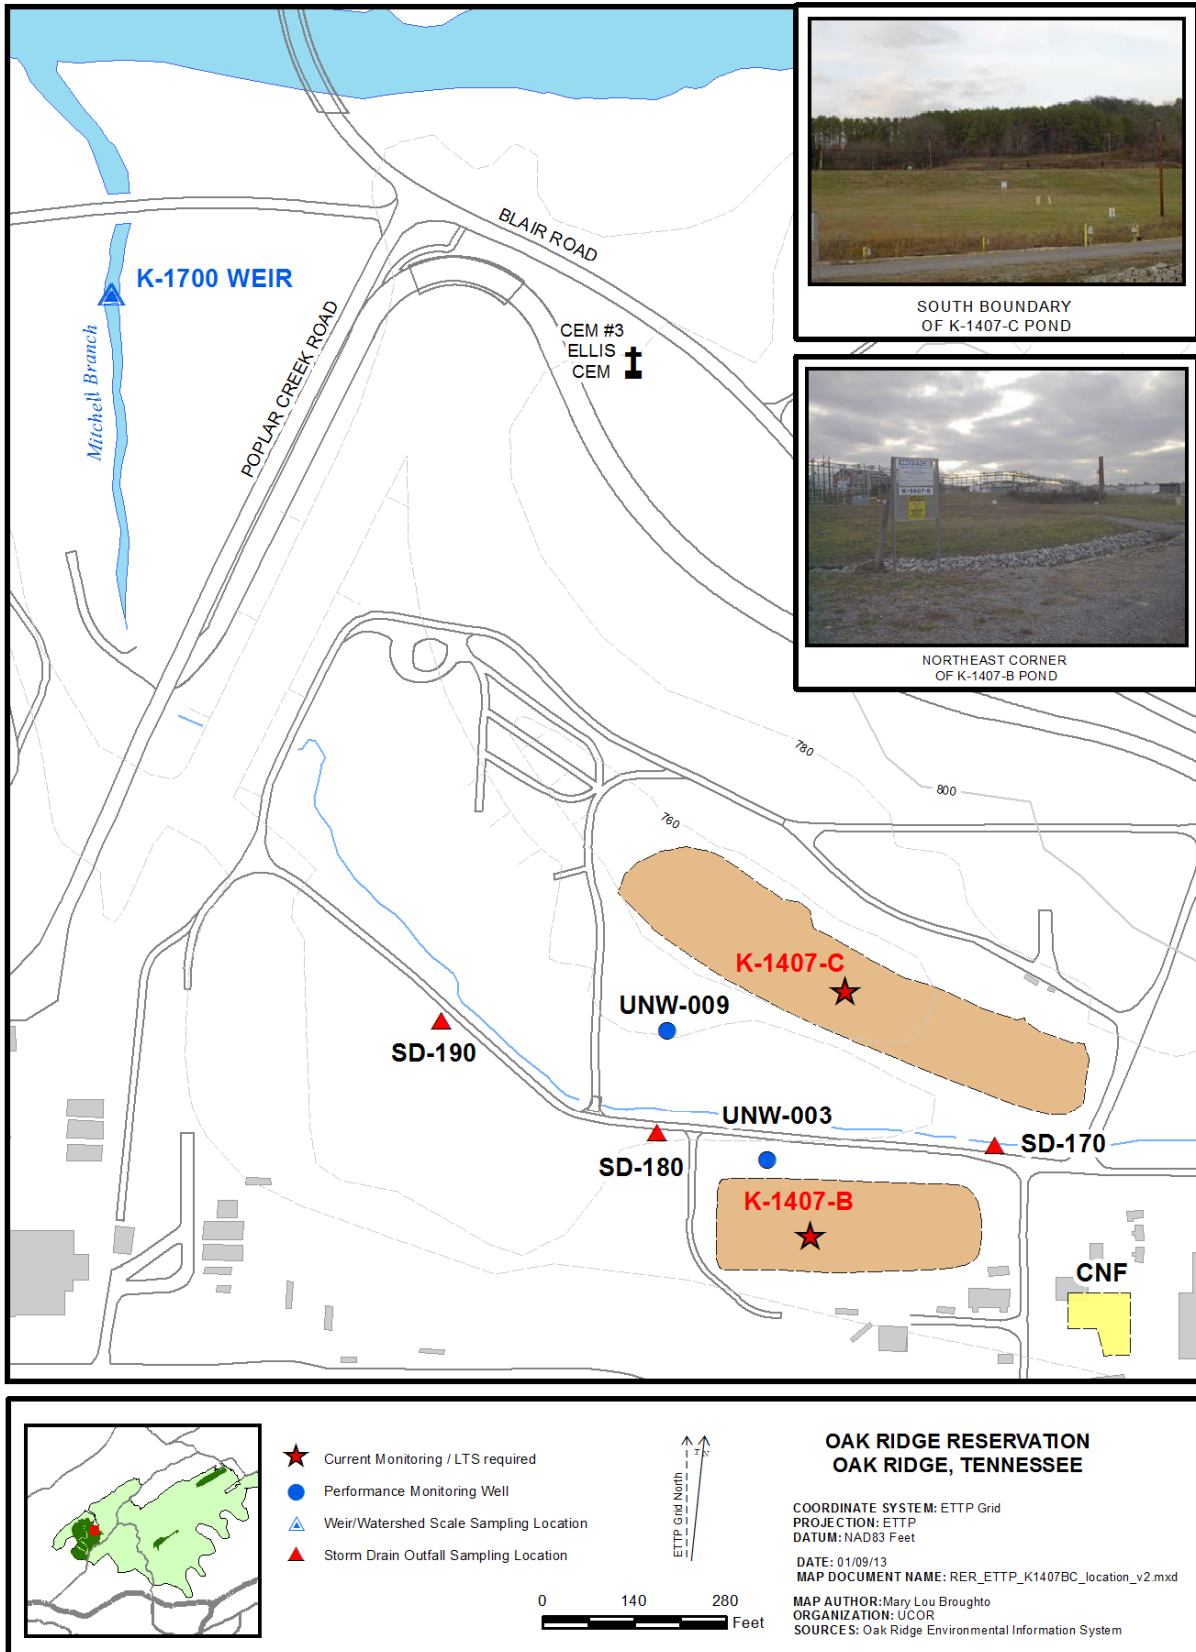 SOUTH BOUNDARY
OF K-1407-C POND
NOTICE
K-1407-B
NORTHEAST CORNER
OF K-1407-B POND
BLAIR ROAD
K-1700 WEIR
Mitchell Branch
POPLAR CREEK ROAD
CEM #3
ELLIS
CEM
780
800
760
K-1407-C
UNW-009
SD-190
UNW-003
SD-180
SD-170
K-1407-B
CNF
Current Monitoring / LTS required
Performance Monitoring Well
Weir/Watershed Scale Sampling Location
Storm Drain Outfall Sampling Location
ETTP Grid North
T N
0 140 280
Feet
OAK RIDGE RESERVATION
OAK RIDGE, TENNESSEE
COORDINATE SYSTEM: ETTP Grid
PROJECTION: ETTP
DATUM: NAD83 Feet
DATE: 01/09/13
MAP DOCUMENT NAME: RER_ETTP_K1407BC_location_v2.mxd
MAP AUTHOR:Mary Lou Broughto
ORGANIZATION: UCOR
SOURCES: Oak Ridge Environmental Information System